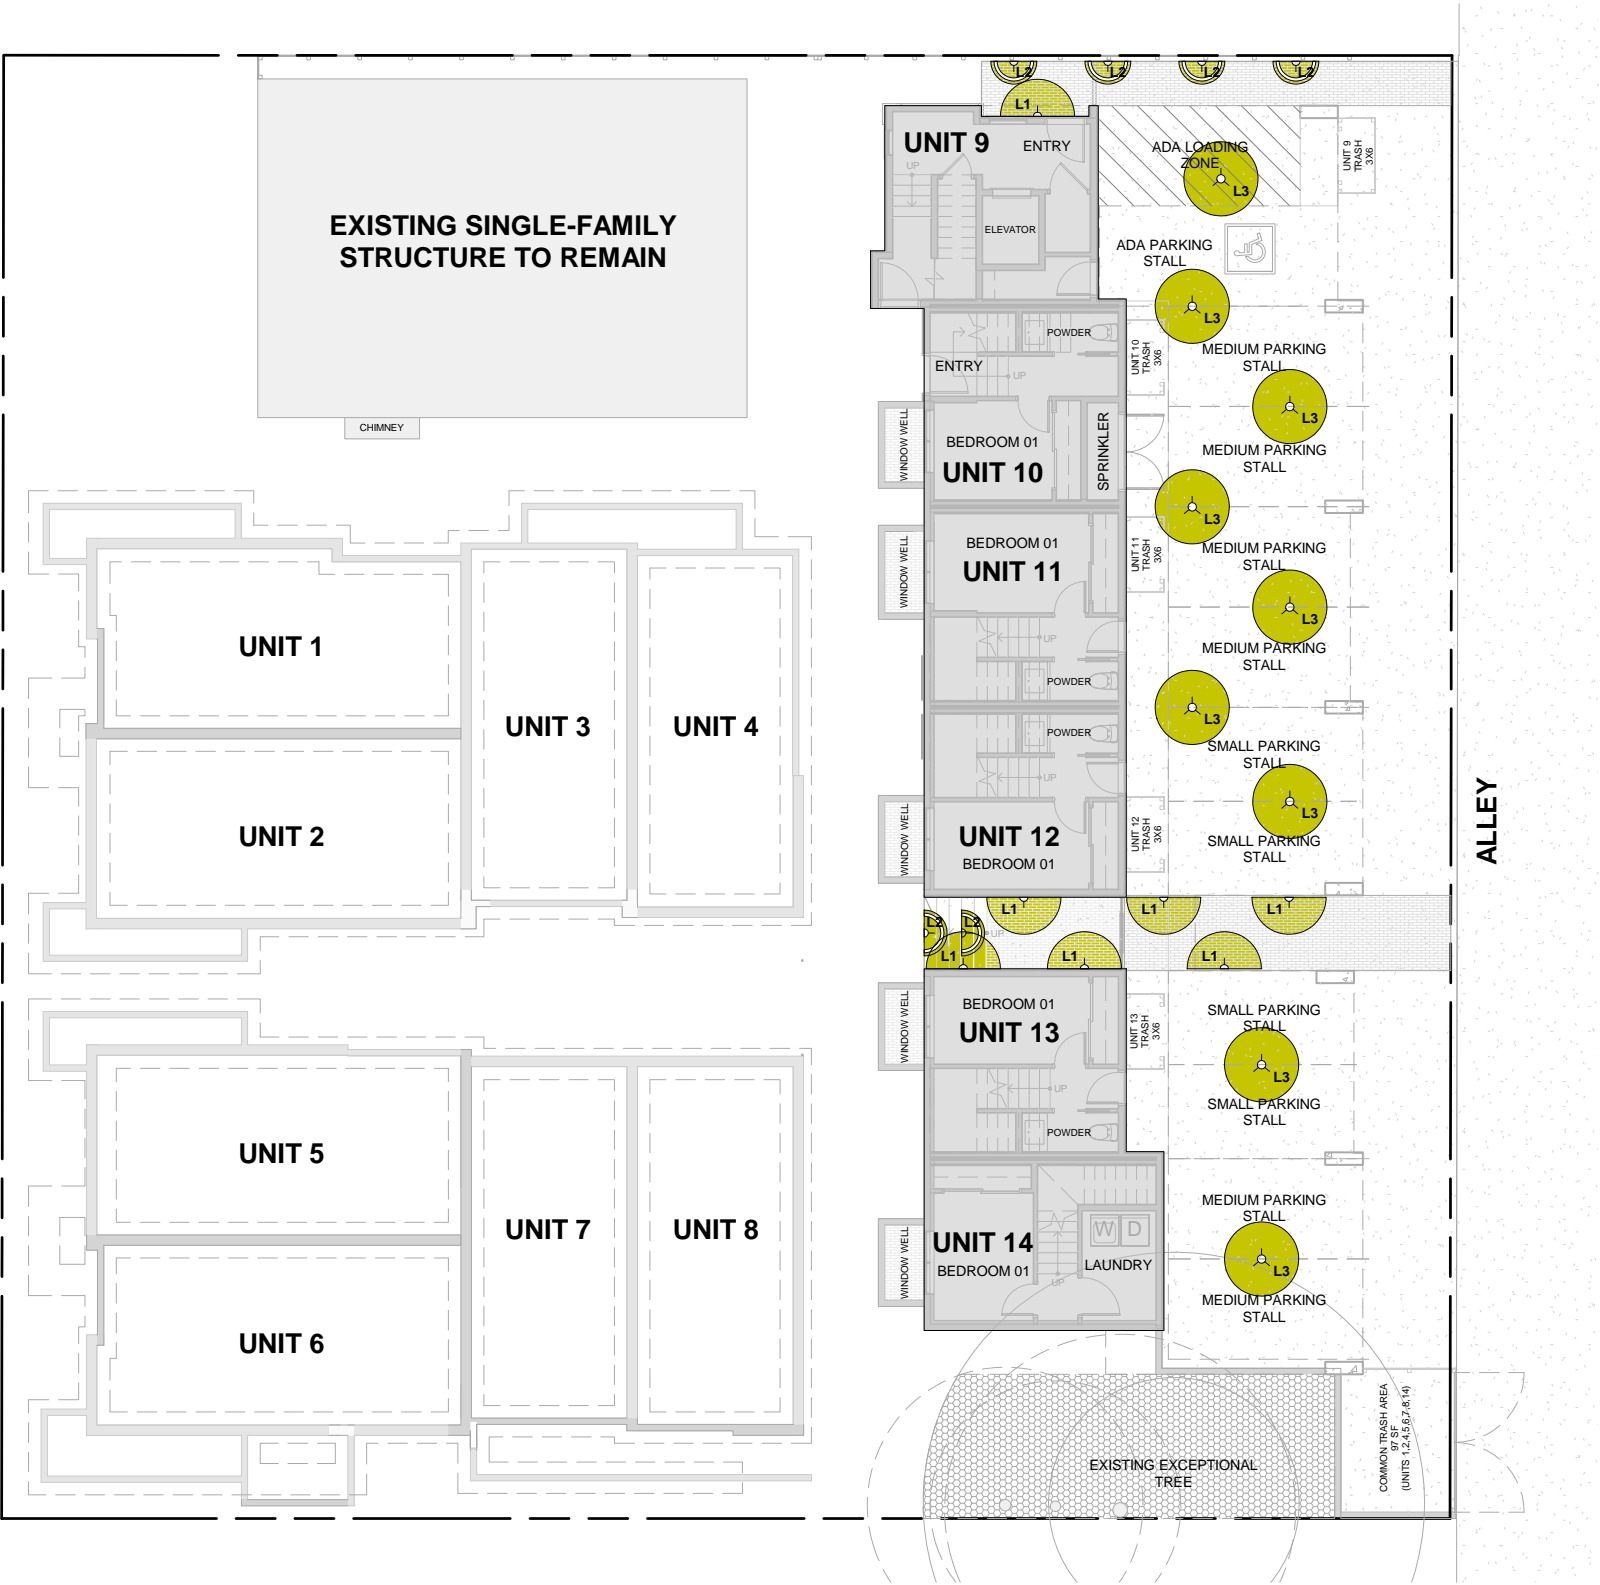 L2
L2
L2
L2
L1
UNIT 9
ENTRY
UP
ELEVATOR
ADA LOADING
ZONE
L3
UNIT 9
TRASH
3X6
EXISTING SINGLE-FAMILY
STRUCTURE TO REMAIN
CHIMNEY
ADA PARKING
STALL
L3
POWDER
ENTRY
UP
UNIT 10
TRASH
3X6
MEDIUM PARKING
STALL
L3
WINDOW WELL
BEDROOM 01
UNIT 10
SPRINKLER
MEDIUM PARKING
STALL
L3
WINDOW WELL
BEDROOM 01
UNIT 11
UNIT 11
TRASH
3X6
MEDIUM PARKING
STALL
L3
UP
POWDER
MEDIUM PARKING
STALL
L3
UNIT 1
UNIT 2
UNIT 3
UNIT 4
POWDER
UP
SMALL PARKING
STALL
L3
WINDOW WELL
UNIT 12
BEDROOM 01
UNIT 12
TRASH
3X6
SMALL PARKING
STALL
ALLEY
L1
L1
L1
L2
L2
UP
L1
L1
L1
WINDOW WELL
BEDROOM 01
UNIT 13
UNIT 13
TRASH
3X6
SMALL PARKING
STALL
L3
UP
POWDER
SMALL PARKING
STALL
UNIT 5
UNIT 6
UNIT 7
UNIT 8
WINDOW WELL
UNIT 14
BEDROOM 01
UP
W
D
LAUNDRY
MEDIUM PARKING
STALL
L3
MEDIUM PARKING
STALL
EXISTING EXCEPTIONAL
TREE
COMMON TRASH AREA
97 SF
(UNITS 1,2,4,5,6,7,8,14)